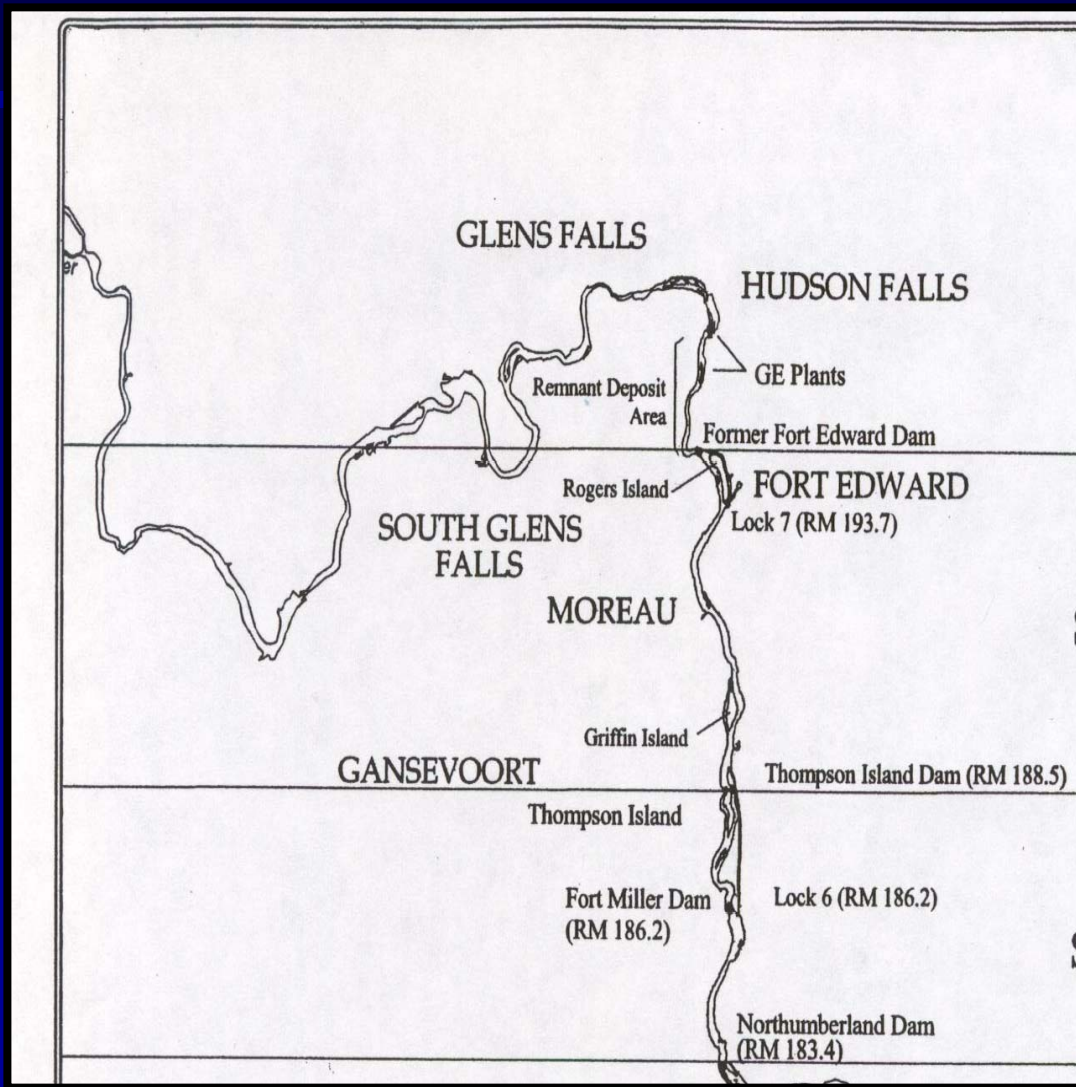 GLENS FALLS
HUDSON FALLS
er
GE Plants
Remnant Deposit
Area
Former Fort Edward Dam
Rogers Island
FORT EDWARD
Lock 7 (RM 193.7)
SOUTH GLENS
FALLS
MOREAU
Griffin Island
GANSEVOORT
Thompson Island Dam (RM 188.5)
Thompson Island
Fort Miller Dam
(RM 186.2)
Lock 6 (RM 186.2)
Northumberland Dam
(RM 183.4)